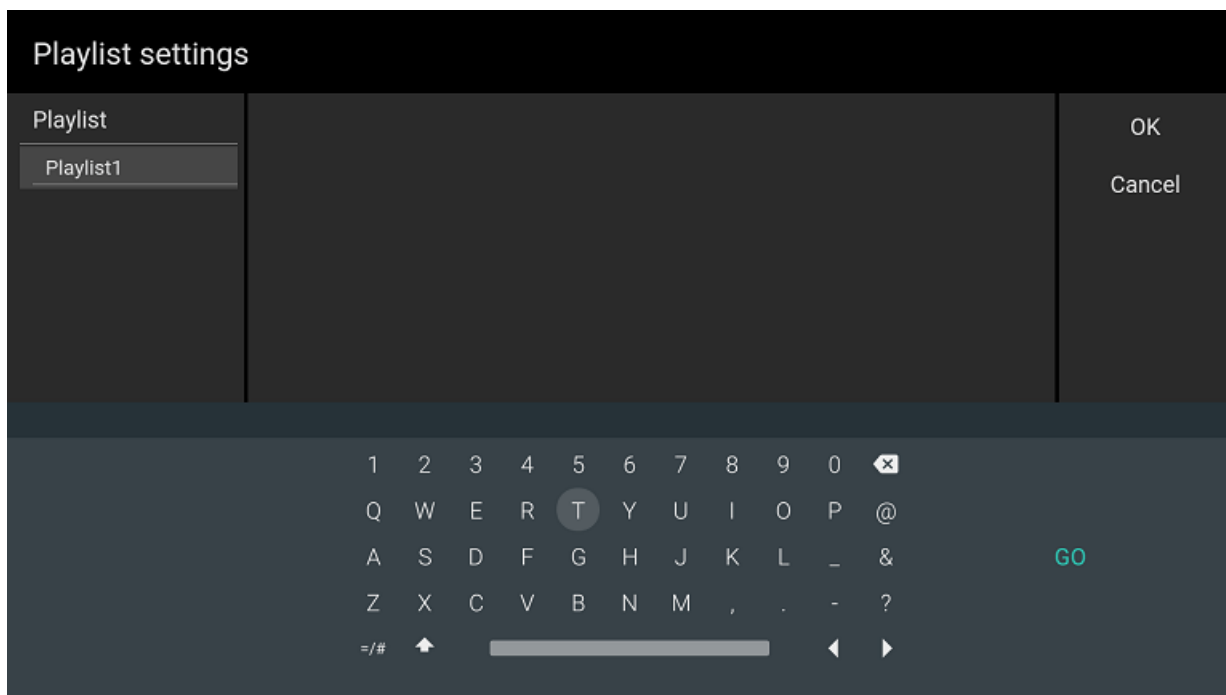 Playlist settings
Playlist
Playlist1
OK
Cancel
1 2 3 4 5 6 7 8 9 0
Q W E R T Y U I O P @
A S D F G H J K L _ &
GO
Z X C V B N M , . - ?
=/#